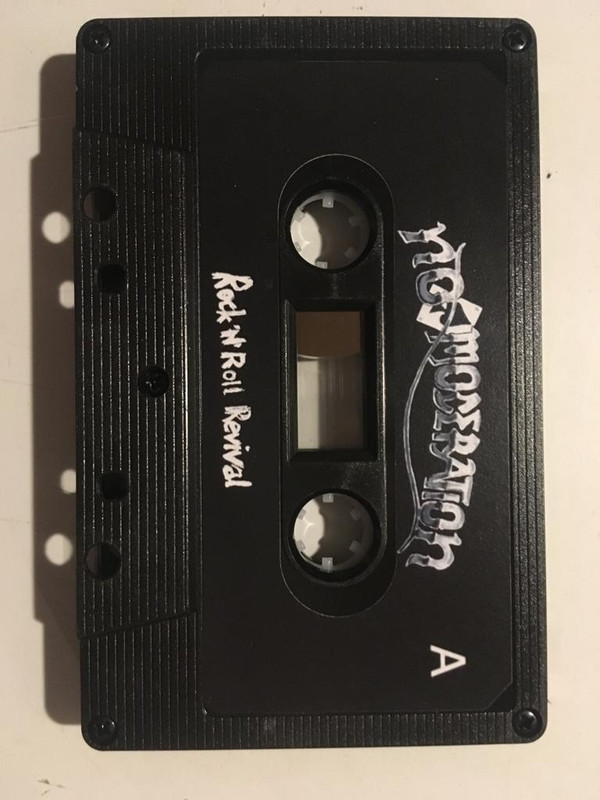 NO MODERATION
A
Rock 'N' Roll Revival